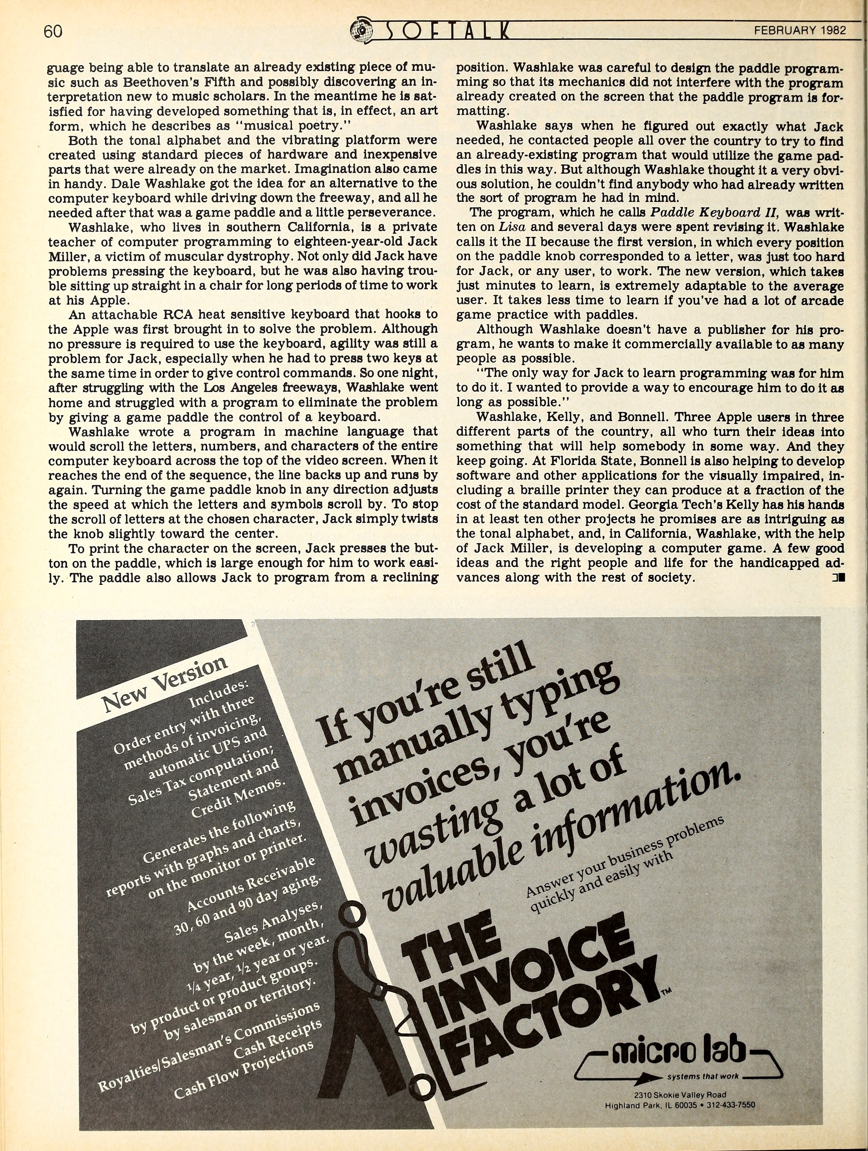 60
SOFTALK
FEBRUARY 1982
guage being able to translate an already existing piece of mu-
sic such as Beethoven's Fifth and possibly discovering an in-
terpretation new to music scholars. In the meantime he is sat-
isfied for having developed something that is, in effect, an art
form, which he describes as "musical poetry."
Both the tonal alphabet and the vibrating platform were
created using standard pieces of hardware and inexpensive
parts that were already on the market. Imagination also came
in handy. Dale Washlake got the idea for an alternative to the
computer keyboard while driving down the freeway, and all he
needed after that was a game paddle and a little perseverance.
Washlake, who lives in southern California, is a private
teacher of computer programming to eighteen-year-old Jack
Miller, a victim of muscular dystrophy. Not only did Jack have
problems pressing the keyboard, but he was also having trou-
ble sitting up straight in a chair for long periods of time to work
at his Apple.
An attachable RCA heat sensitive keyboard that hooks to
the Apple was first brought in to solve the problem. Although
no pressure is required to use the keyboard, agility was still a
problem for Jack, especially when he had to press two keys at
the same time in order to give control commands. So one night,
after struggling with the Los Angeles freeways, Washlake went
home and struggled with a program to eliminate the problem
by giving a game paddle the control of a keyboard.
Washlake wrote a program in machine language that
would scroll the letters, numbers, and characters of the entire
computer keyboard across the top of the video screen. When it
reaches the end of the sequence, the line backs up and runs by
again. Turning the game paddle knob in any direction adjusts
the speed at which the letters and symbols scroll by. To stop
the scroll of letters at the chosen character, Jack simply twists
the knob slightly toward the center.
To print the character on the screen, Jack presses the but-
ton on the paddle, which is large enough for him to work easi-
ly. The paddle also allows Jack to program from a reclining
position. Washlake was careful to design the paddle program-
ming so that its mechanics did not interfere with the program
already created on the screen that the paddle program is for-
matting.
Washlake says when he figured out exactly what Jack
needed, he contacted people all over the country to try to find
an already-existing program that would utilize the game pad-
dles in this way. But although Washlake thought it a very obvi-
ous solution, he couldn't find anybody who had already written
the sort of program he had in mind.
The program, which he calls Paddle Keyboard II, was writ-
ten on Lisa and several days were spent revising it. Washlake
calls it the II because the first version, in which every position
on the paddle knob corresponded to a letter, was just too hard
for Jack, or any user, to work. The new version, which takes
just minutes to learn, is extremely adaptable to the average
user. It takes less time to learn if you've had a lot of arcade
game practice with paddles.
Although Washlake doesn't have a publisher for his pro-
gram, he wants to make it commercially available to as many
people as possible.
"The only way for Jack to learn programming was for him
to do it. I wanted to provide a way to encourage him to do it as
long as possible."
Washlake, Kelly, and Bonnell. Three Apple users in three
different parts of the country, all who turn their ideas into
something that will help somebody in some way. And they
keep going. At Florida State, Bonnell is also helping to develop
software and other applications for the visually impaired, in-
cluding a braille printer they can produce at a fraction of the
cost of the standard model. Georgia Tech's Kelly has his hands
in at least ten other projects he promises are as intriguing as
the tonal alphabet, and, in California, Washlake, with the help
of Jack Miller, is developing a computer game. A few good
ideas and the right people and life for the handicapped ad-
vances along with the rest of society.
New Version
Includes:
Order entry with three
methods of invoicing,
automatic UPS and
Sales Tax computation;
Statement and
Credit Memos.
Generates the following
reports with graphs and charts,
on the monitor or printer.
Accounts Receivable
30, 60 and 90 day aging.
Sales Analyses,
by the week, month,
1/4 year, 1/2 year or year.
by product or product groups.
by salesman or territory.
Royalties/Salesman's Commissions
Cash Receipts
Cash Flow Projections
If you're still
manually typing
invoices, you're
wasting a lot of
valuable information.
Answer your business problems
quickly and easily with
THE
INVOICE
FACTORY™
micro lab
systems that work
2310 Skokie Valley Road
Highland Park, IL 60035 • 312-433-7550